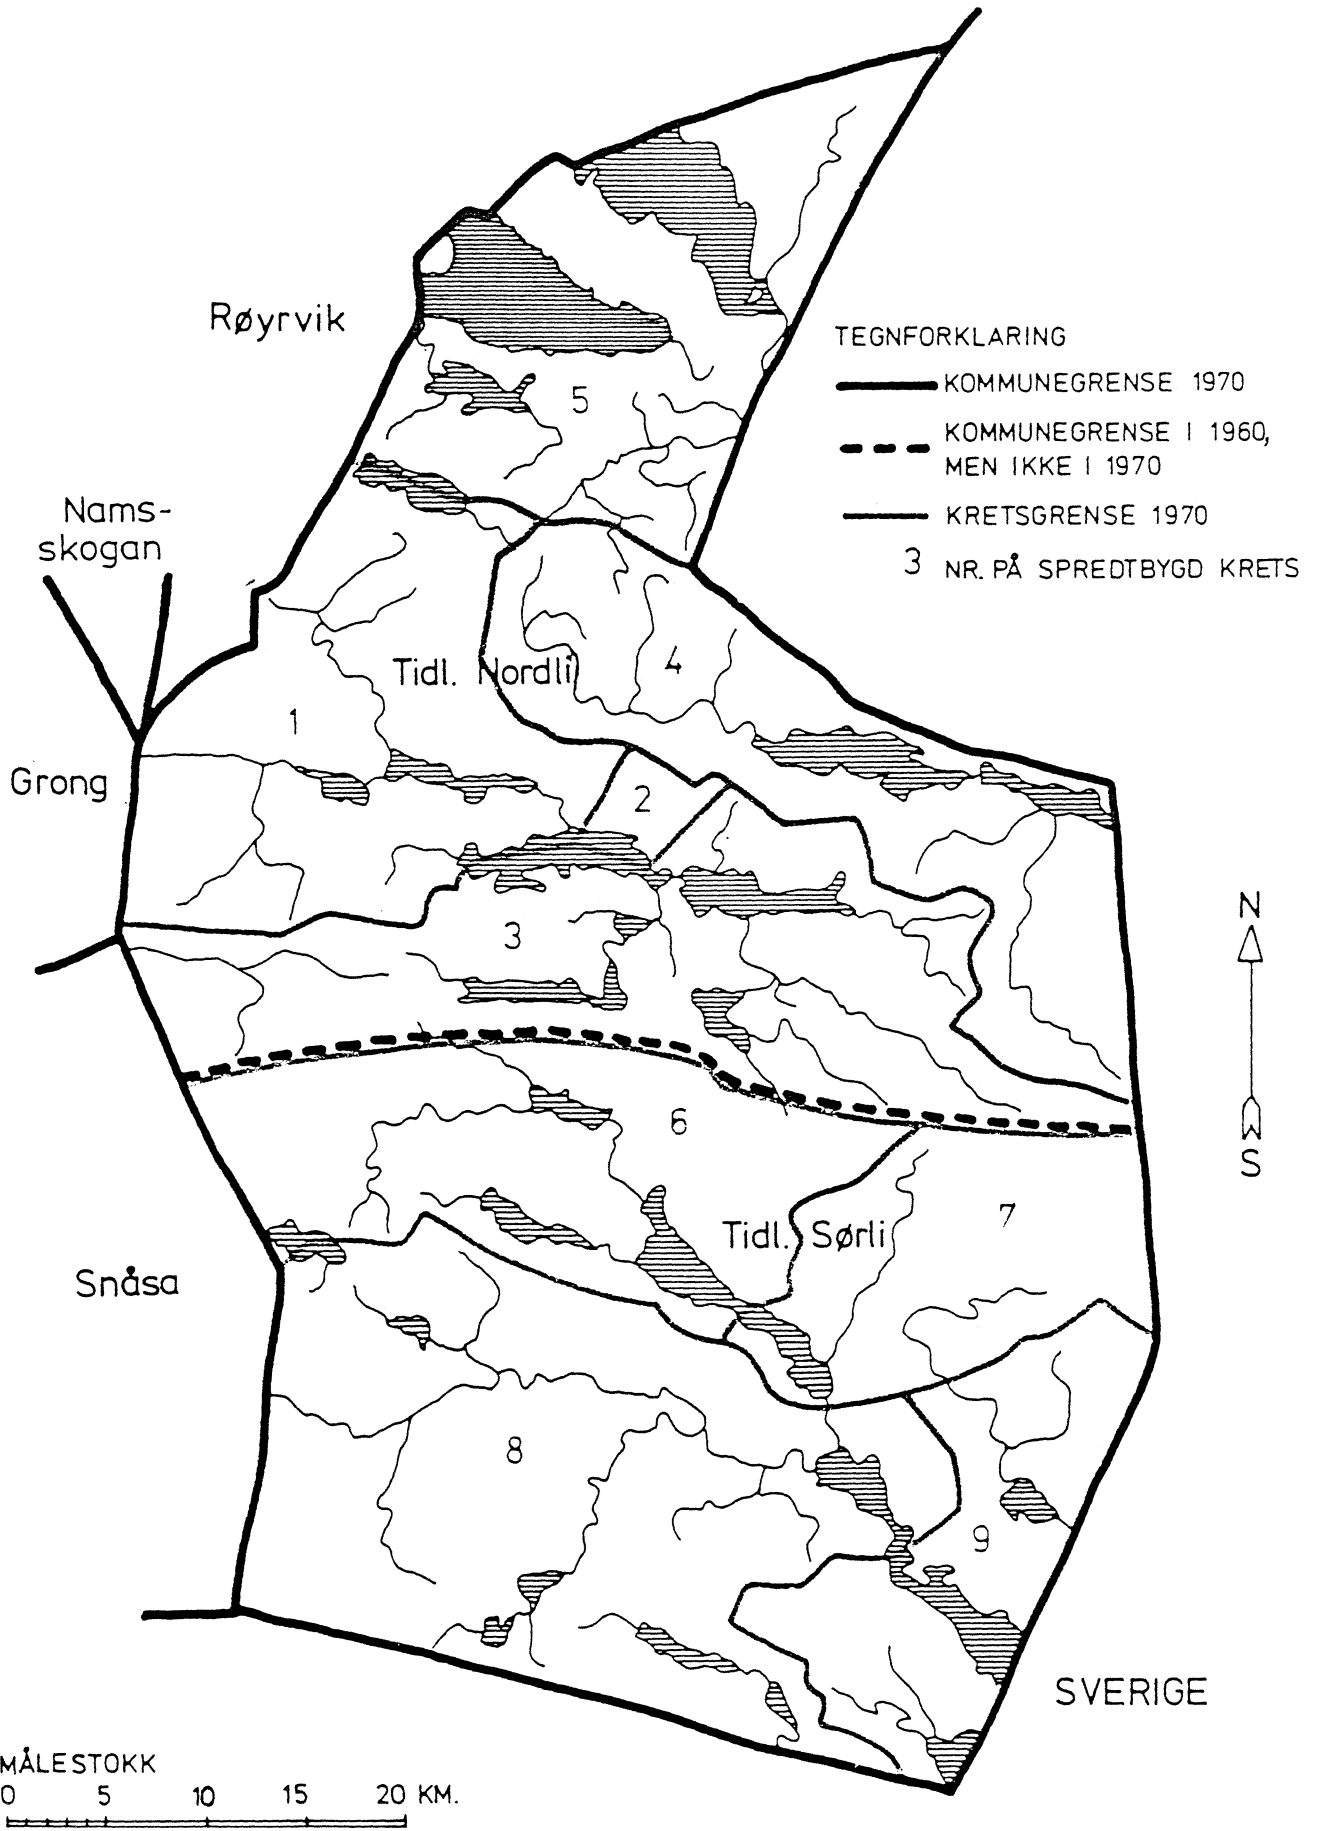 Røyrvik
TEGNFORKLARING
KOMMUNEGRENSE 1970
KOMMUNEGRENSE I 1960,
MEN IKKE I 1970
KRETSGRENSE 1970
3 NR. PÅ SPREDTBYGD KRETS
5
Nams-
skogan
Tidl. Nordli
4
1
Grong
2
N
3
S
6
7
Tidl. Sørli
Snåsa
8
9
SVERIGE
MÅLESTOKK
0 5 10 15 20 KM.